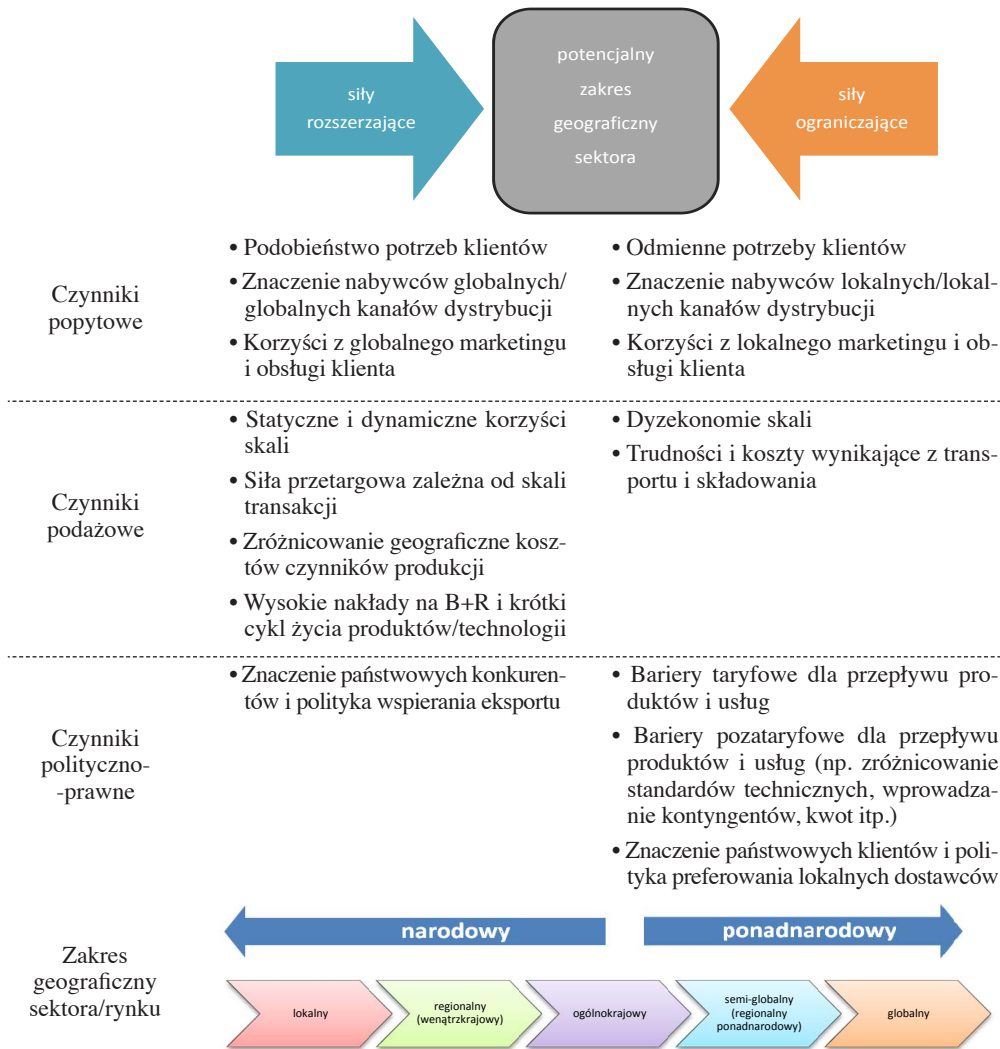 siły
rozszerzające
potencjalny
zakres
geograficzny
sektora
siły
ograniczające
Czynniki
popytowe
• Podobieństwo potrzeb klientów
• Znaczenie nabywców globalnych/
globalnych kanałów dystrybucji
• Korzyści z globalnego marketingu
i obsługi klienta
• Odmienne potrzeby klientów
• Znaczenie nabywców lokalnych/lokal-
nych kanałów dystrybucji
• Korzyści z lokalnego marketingu i ob-
sługi klienta
Czynniki
podażowe
• Statyczne i dynamiczne korzyści
skali
• Siła przetargowa zależna od skali
transakcji
• Zróżnicowanie geograficzne kosz-
tów czynników produkcji
• Wysokie nakłady na B+R i krótki
cykl życia produktów/technologii
• Dyzekonomie skali
• Trudności i koszty wynikające z trans-
portu i składowania
Czynniki
polityczno-
-prawne
• Znaczenie państwowych konkuren-
tów i polityka wspierania eksportu
• Bariery taryfowe dla przepływu pro-
duktów i usług
• Bariery pozataryfowe dla przepływu
produktów i usług (np. zróżnicowanie
standardów technicznych, wprowadza-
nie kontyngentów, kwot itp.)
• Znaczenie państwowych klientów i poli-
tyka preferowania lokalnych dostawców
Zakres
geograficzny
sektora/rynku
narodowy
ponadnarodowy
lokalny
regionalny
(wenątrzkrajowy)
ogólnokrajowy
semi-globalny
(regionalny
ponadnarodowy)
globalny